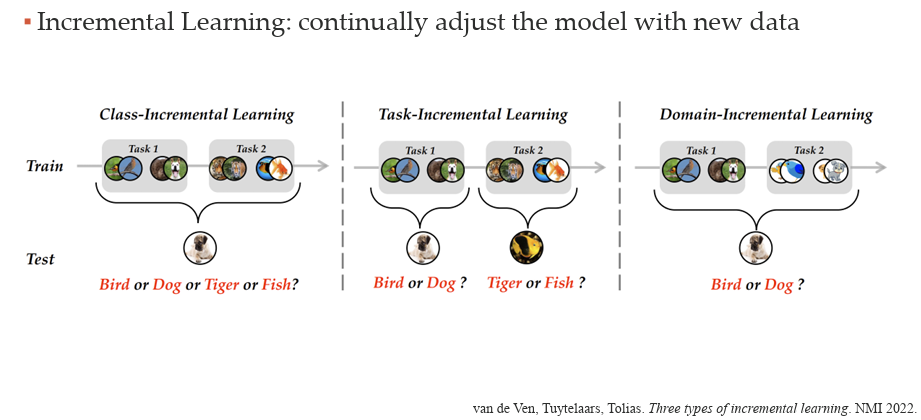 ▪ Incremental Learning: continually adjust the model with new data
Class-Incremental Learning
Task-Incremental Learning
Domain-Incremental Learning
Train
Task 1
Task 2
Task 1
Task 2
Task 1
Task 2
Test
Bird or Dog or Tiger or Fish?
Bird or Dog ?
Tiger or Fish ?
Bird or Dog ?
van de Ven, Tuytelaars, Tolias. Three types of incremental learning. NMI 2022.